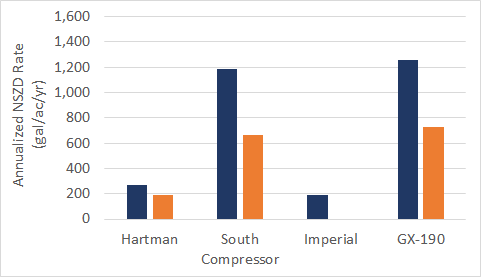 Annualized NSZD Rate
(gal/ac/yr)
1,600
1,400
1,200
1,000
800
600
400
200
0
Hartman
South
Compressor
Imperial
GX-190